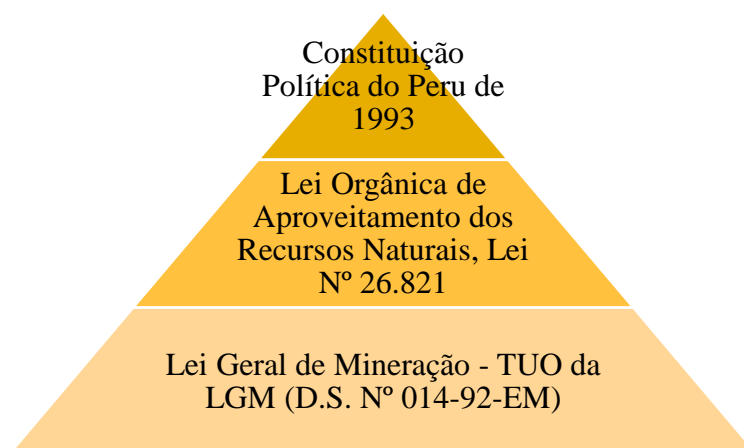 Constituição
Política do Peru de
1993
Lei Orgânica de
Aproveitamento dos
Recursos Naturais, Lei
Nº 26.821
Lei Geral de Mineração - TUO da
LGM (D.S. Nº 014-92-EM)